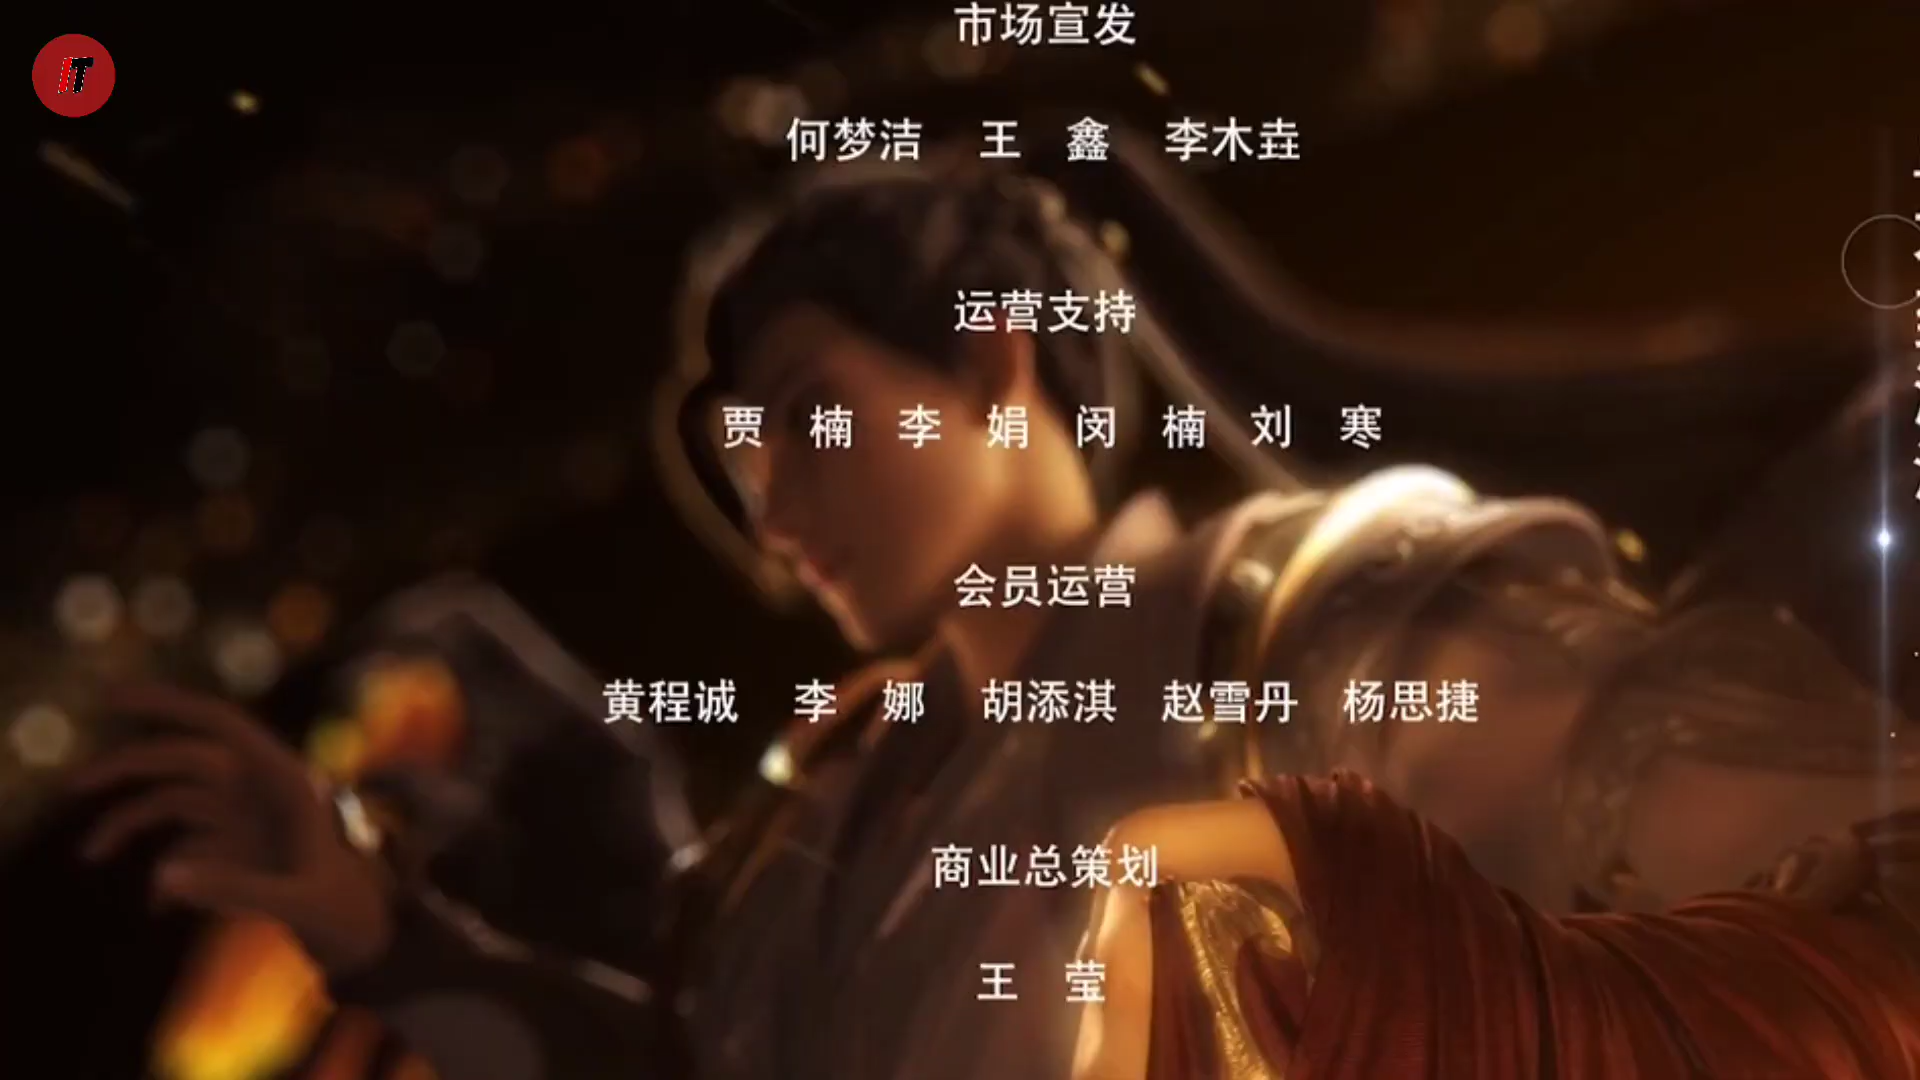 IT
市场宣发
何梦洁 王 鑫 李木垚
运营支持
贾 楠 李 娟 闵 楠 刘 寒
会员运营
黄程诚 李 娜 胡添淇 赵雪丹 杨思捷
商业总策划
王 莹